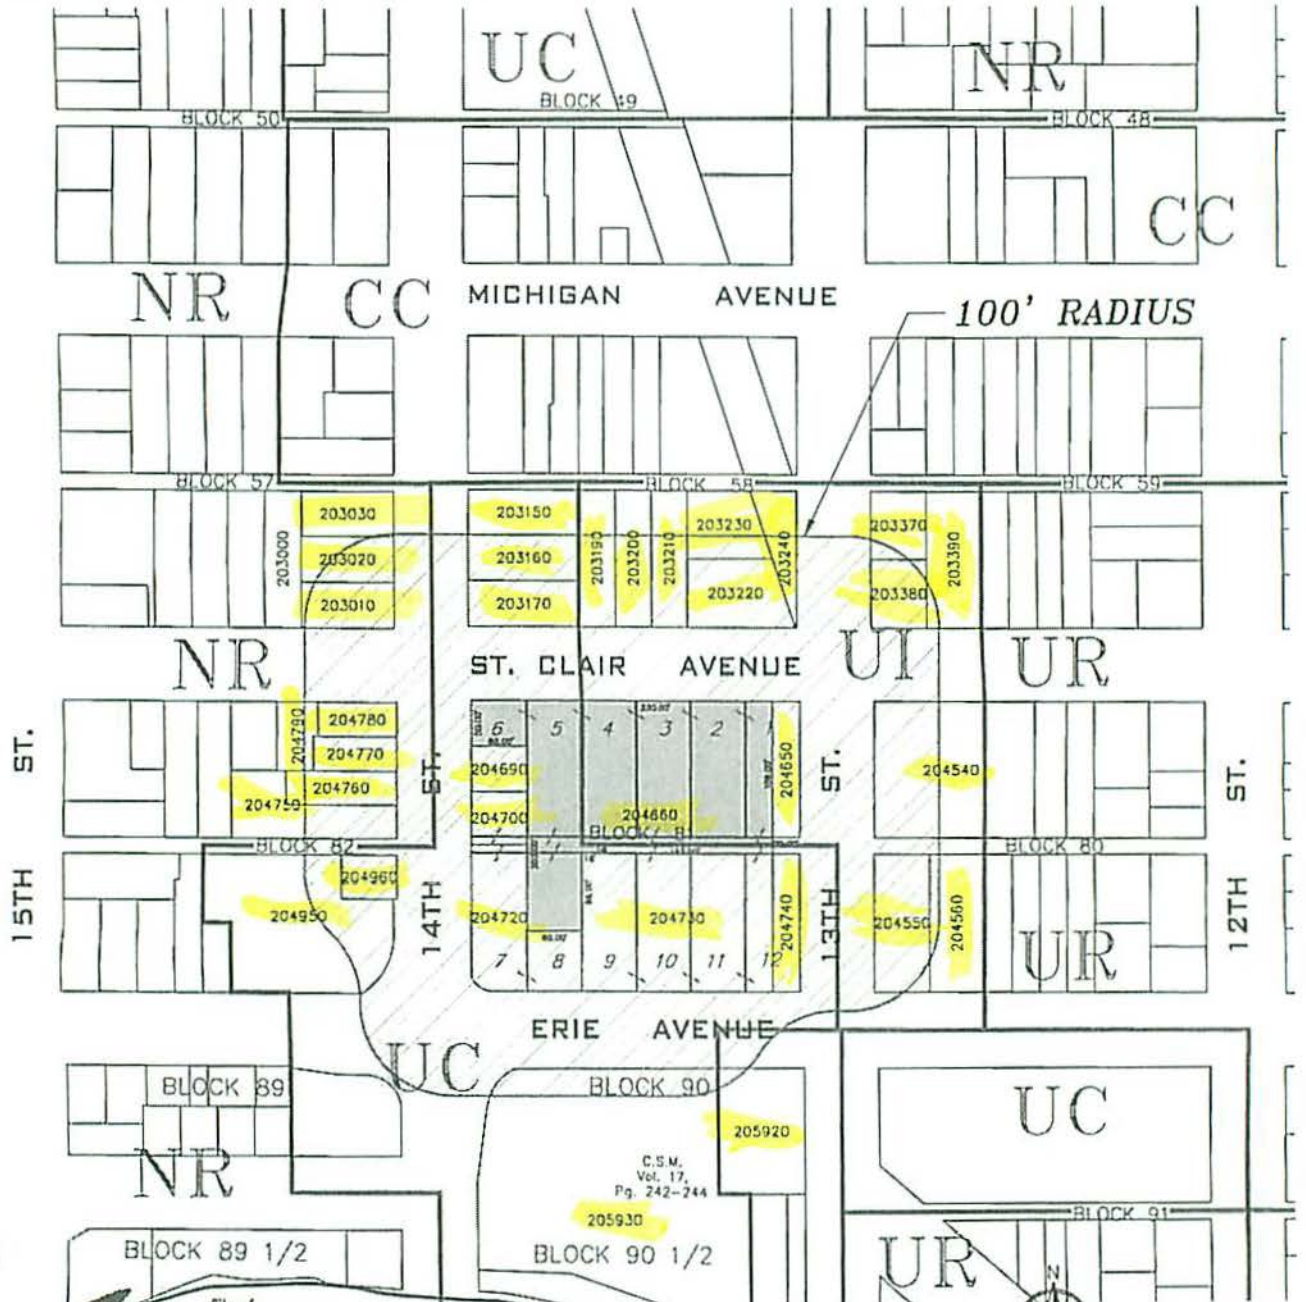 UC
NR
BLOCK 49
BLOCK 50
BLOCK 48
CC
NR
CC
MICHIGAN AVENUE
100' RADIUS
BLOCK 57
BLOCK 58
BLOCK 59
203030
203150
203230
203370
203000
203020
203160
203190
203200
203210
203240
203390
203010
203170
203220
203380
NR
ST. CLAIR AVENUE
UI
UR
15TH ST.
14TH ST.
13TH ST.
12TH ST.
204790
204780
204770
204760
204750
6
5
4
3
2
1
204690
204700
204660
204650
204540
BLOCK 82
BLOCK 81
BLOCK 80
204960
204950
204720
204730
204740
204550
204560
7
8
9
10
11
12
UR
ERIE AVENUE
UC
BLOCK 89
BLOCK 90
UC
205920
NR
C.S.M.
Vol. 17,
Pg. 242-244
205930
BLOCK 91
BLOCK 89 1/2
BLOCK 90 1/2
UR
N